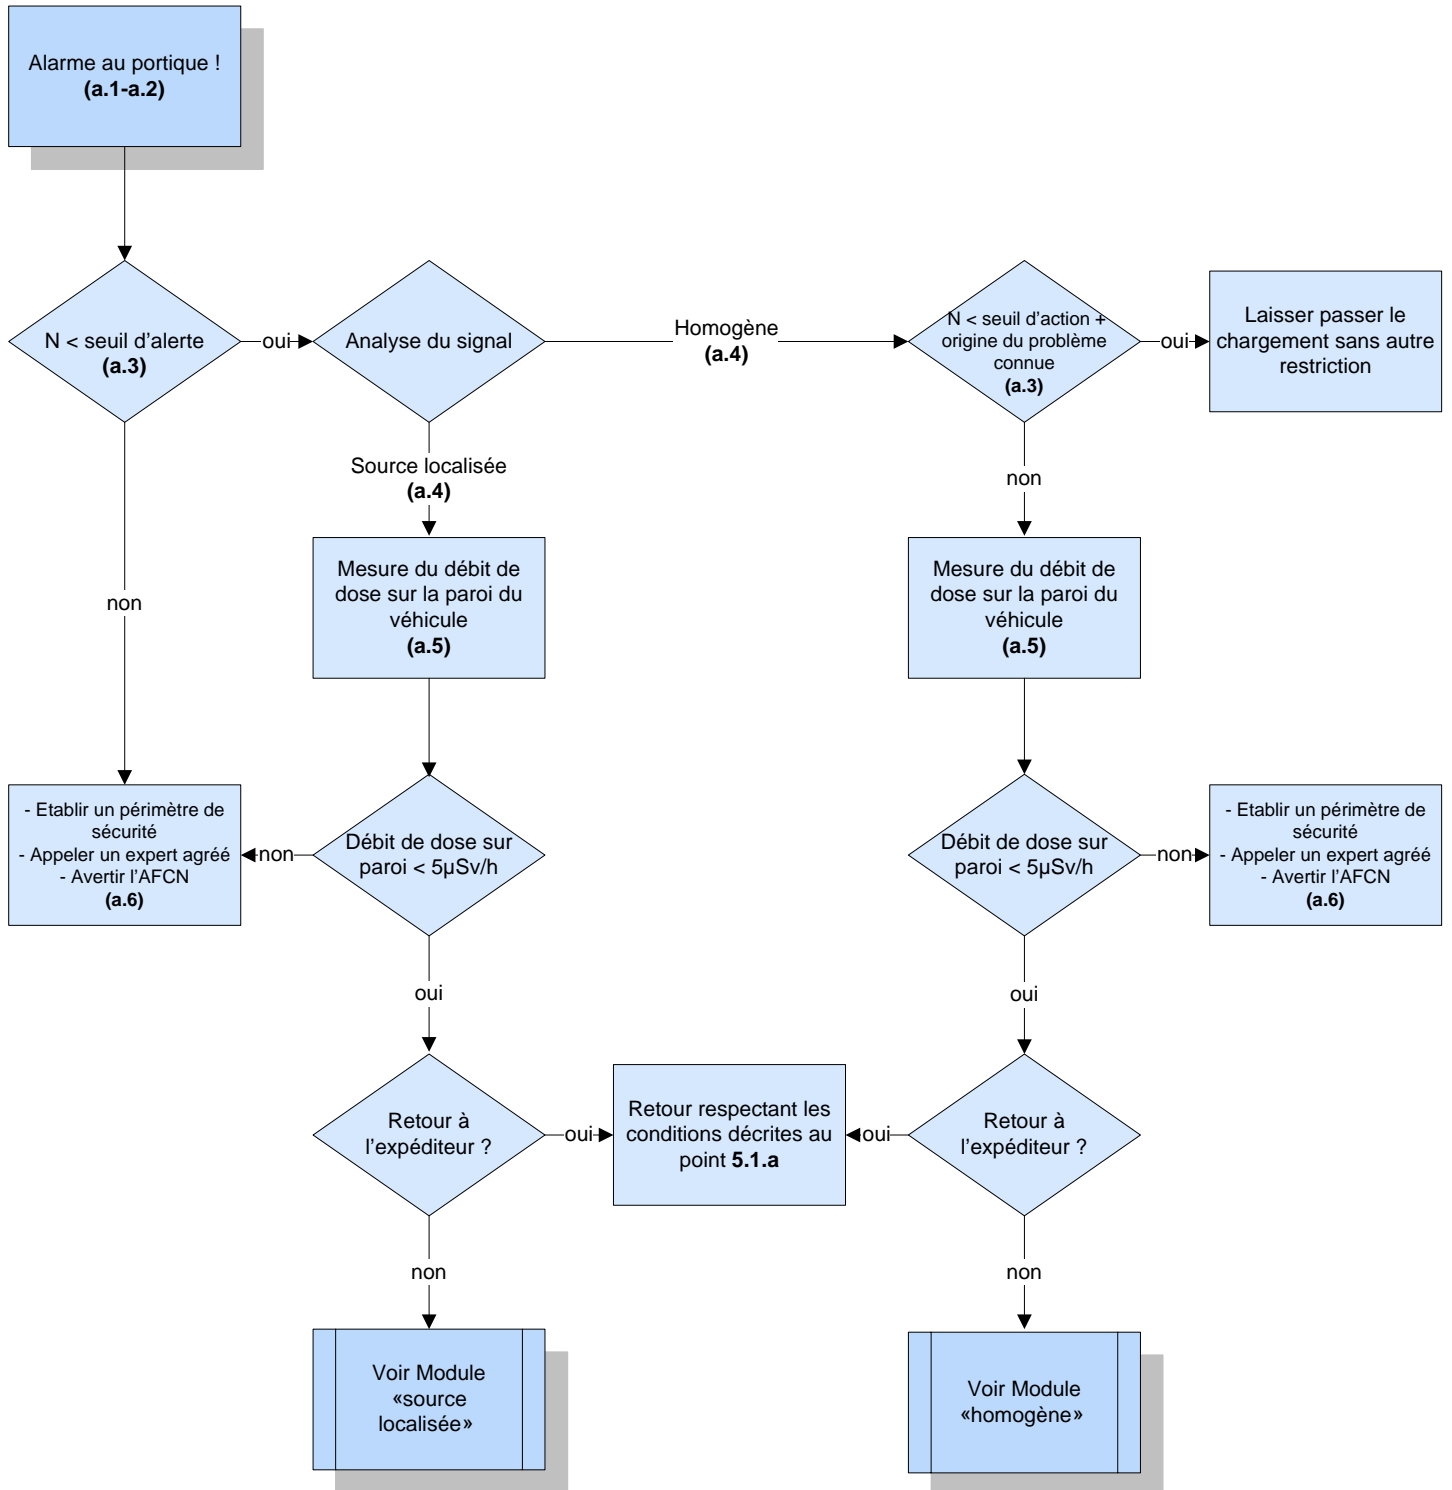 Alarme au portique !
(a.1-a.2)
N < seuil d'alerte
(a.3)
oui
Analyse du signal
Homogène
(a.4)
N < seuil d'action +
origine du problème
connue
(a.3)
oui
Laisser passer le
chargement sans autre
restriction
Source localisée
(a.4)
non
non
Mesure du débit de
dose sur la paroi du
véhicule
(a.5)
Mesure du débit de
dose sur la paroi du
véhicule
(a.5)
- Etablir un périmètre de
sécurité
- Appeler un expert agréé
- Avertir l'AFCN
(a.6)
non
Débit de dose sur
paroi < 5µSv/h
Débit de dose sur
paroi < 5µSv/h
non
- Etablir un périmètre de
sécurité
- Appeler un expert agréé
- Avertir l'AFCN
(a.6)
oui
oui
Retour à
l'expéditeur ?
oui
Retour respectant les
conditions décrites au
point 5.1.a
oui
Retour à
l'expéditeur ?
non
non
Voir Module
«source
localisée»
Voir Module
«homogène»